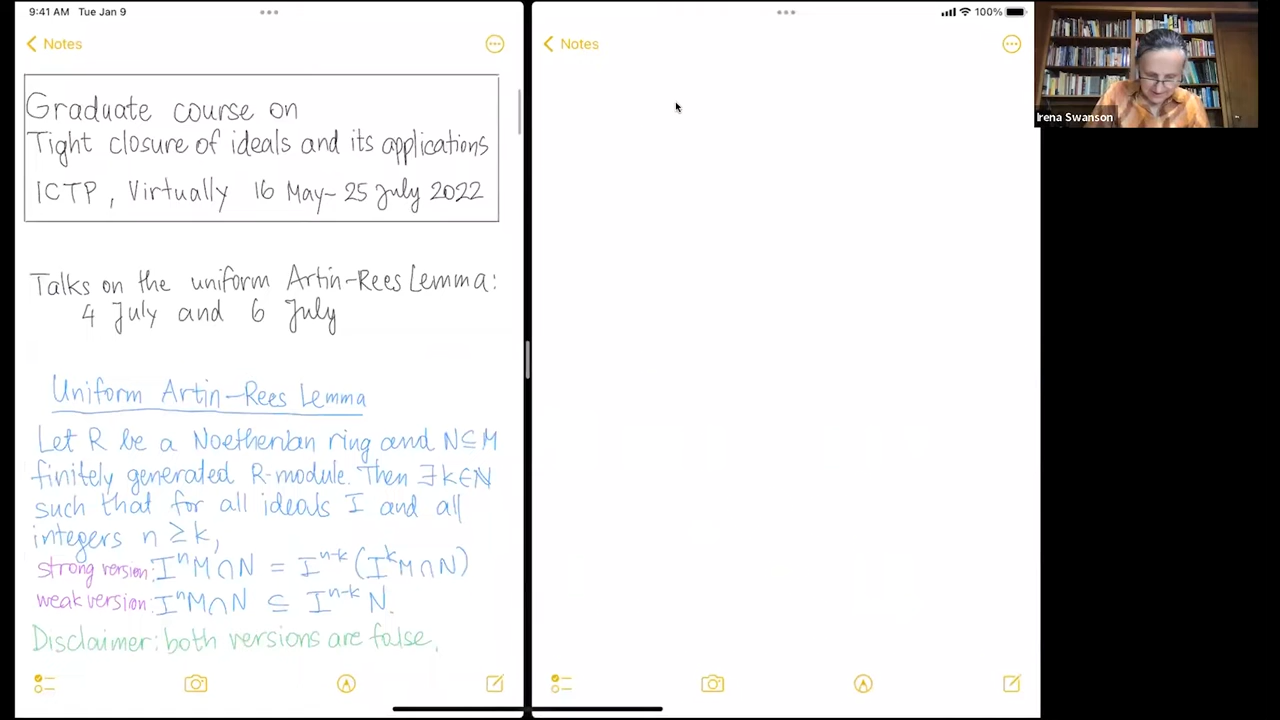 9:41 AM Tue Jan 9
100%
Notes
Notes
Graduate course on
Tight closure of ideals and its applications
ICTP, Virtually 16 May - 25 July 2022
Talks on the uniform Artin-Rees Lemma:
4 July and 6 July
Uniform Artin-Rees Lemma
Let R be a Noetherian ring and N⊆M
finitely generated R-module. Then ∃k∈ℕ
such that for all ideals I and all
integers n ≥ k,
strong version: IⁿM∩N = Iⁿ⁻ᵏ(IᵏM∩N)
weak version: IⁿM∩N ⊆ Iⁿ⁻ᵏN.
Disclaimer: both versions are false.
Irena Swanson